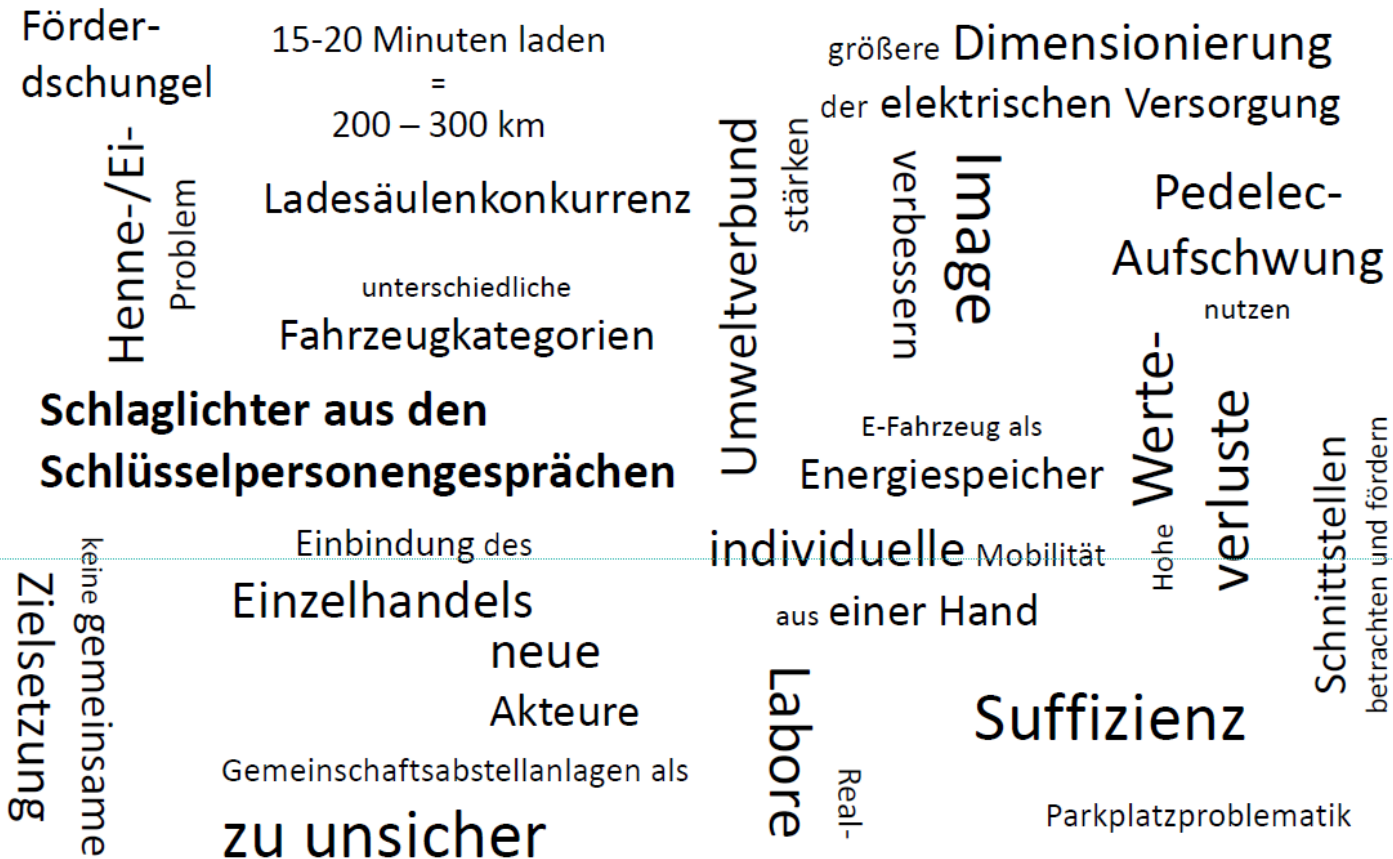 Förder-
dschungel
15-20 Minuten laden
=
200 – 300 km
größere Dimensionierung
der elektrischen Versorgung
Henne-/Ei-
Problem
Ladesäulenkonkurrenz
Umweltverbund
stärken
Image
verbessern
Pedelec-
Aufschwung
nutzen
unterschiedliche
Fahrzeugkategorien
Schlaglichter aus den
Schlüsselpersonengesprächen
E-Fahrzeug als
Energiespeicher
Hohe Werte-
verluste
Schnittstellen
betrachten und fördern
keine gemeinsame
Zielsetzung
Einbindung des
Einzelhandels
individuelle Mobilität
aus einer Hand
neue
Akteure
Real-
Labore
Suffizienz
Gemeinschaftsabstellanlagen als
zu unsicher
Parkplatzproblematik